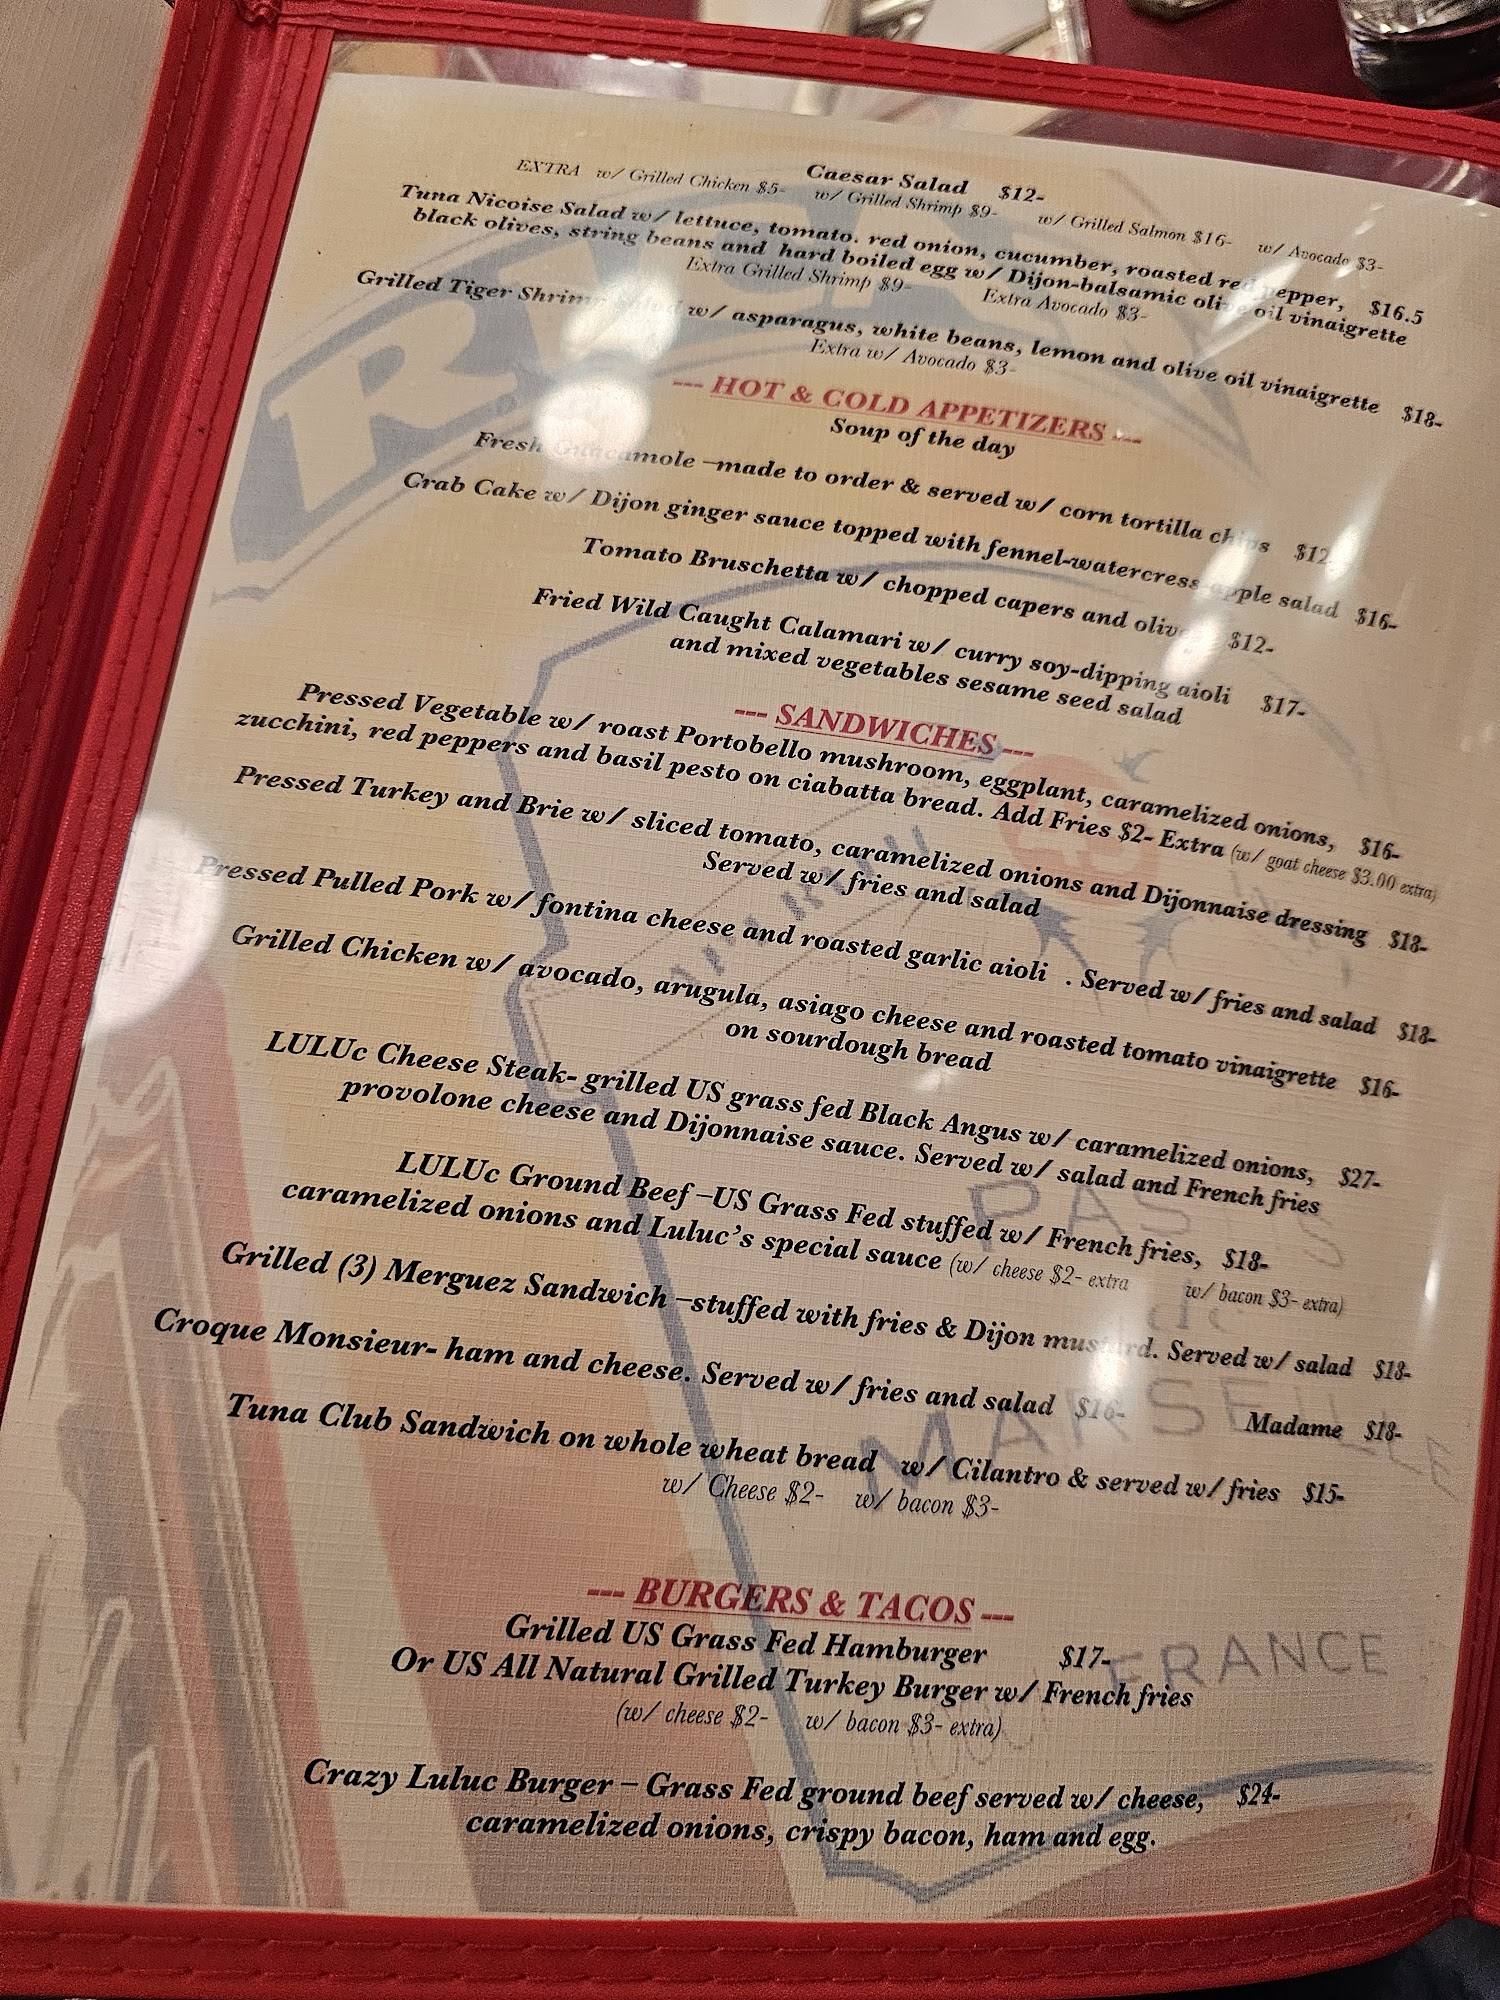 Caesar Salad $12-
EXTRA w/ Grilled Chicken $5- w/ Grilled Shrimp $9- w/ Grilled Salmon $16- w/ Avocado $3-
Tuna Nicoise Salad w/ lettuce, tomato. red onion, cucumber, roasted red pepper, $16.5
black olives, string beans and hard boiled egg w/ Dijon-balsamic olive oil vinaigrette
Extra Grilled Shrimp $9- Extra Avocado $3-
Grilled Tiger Shrimp w/ asparagus, white beans, lemon and olive oil vinaigrette $18-
Extra w/ Avocado $3-
--- HOT & COLD APPETIZERS ---
Soup of the day
Fresh Guacamole –made to order & served w/ corn tortilla chips $12-
Crab Cake w/ Dijon ginger sauce topped with fennel-watercress-apple salad $16-
Tomato Bruschetta w/ chopped capers and $12-
Fried Wild Caught Calamari w/ curry soy-dipping aioli $17-
and mixed vegetables sesame seed salad
--- SANDWICHES ---
Pressed Vegetable w/ roast Portobello mushroom, eggplant, caramelized onions, $16-
zucchini, red peppers and basil pesto on ciabatta bread. Add Fries $2- Extra (w/ goat cheese $3.00 extra)
Pressed Turkey and Brie w/ sliced tomato, caramelized onions and Dijonnaise dressing $18-
Served w/ fries and salad
Pressed Pulled Pork w/ fontina cheese and roasted garlic aioli . Served w/ fries and salad $18-
Grilled Chicken w/ avocado, arugula, asiago cheese and roasted tomato vinaigrette $16-
on sourdough bread
LULUc Cheese Steak- grilled US grass fed Black Angus w/ caramelized onions, $27-
provolone cheese and Dijonnaise sauce. Served w/ salad and French fries
LULUc Ground Beef –US Grass Fed stuffed w/ French fries, $18-
caramelized onions and Luluc's special sauce (w/ cheese $2- extra w/ bacon $3- extra)
Grilled (3) Merguez Sandwich –stuffed with fries & Dijon mustard. Served w/ salad $18-
Croque Monsieur- ham and cheese. Served w/ fries and salad $16- Madame $18-
Tuna Club Sandwich on whole wheat bread w/ Cilantro & served w/ fries $15-
w/ Cheese $2- w/ bacon $3-
--- BURGERS & TACOS ---
Grilled US Grass Fed Hamburger $17-
Or US All Natural Grilled Turkey Burger w/ French fries
(w/ cheese $2- w/ bacon $3- extra)
Crazy Luluc Burger – Grass Fed ground beef served w/ cheese, $24-
caramelized onions, crispy bacon, ham and egg.
PASTIS
de
MARSEILLE
FRANCE